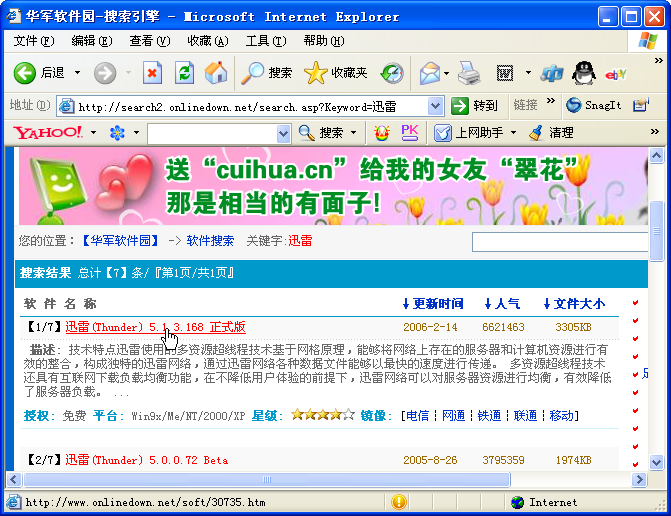 华军软件园-搜索引擎 - Microsoft Internet Explorer
文件(F) 编辑(E) 查看(V) 收藏(A) 工具(T) 帮助(H)
后退 搜索 收藏夹 ebY
地址(D) http://search2.onlinedown.net/search.asp?Keyword=迅雷 转到 链接 SnagIt
YAHOO! 搜索 PK 上网助手 清理
送“cuihua.cn”给我的女友“翠花”
那是相当的有面子!
您的位置:【华军软件园】 -> 软件搜索 关键字:迅雷
搜索结果 总计【7】条/『第1页/共1页』
软 件 名 称 ↓更新时间 ↓人气 ↓文件大小
【1/7】迅雷(Thunder) 5.1.3.168 正式版 2006-2-14 6621463 3305KB
描述: 技术特点迅雷使用的多资源超线程技术基于网格原理,能够将网络上存在的服务器和计算机资源进行有
效的整合,构成独特的迅雷网络,通过迅雷网络各种数据文件能够以最快的速度进行传递。 多资源超线程技术
还具有互联网下载负载均衡功能,在不降低用户体验的前提下,迅雷网络可以对服务器资源进行均衡,有效降低
了服务器负载。 ...
授权: 免费 平台: Win9x/Me/NT/2000/XP 星级: 镜像: [电信┆网通┆铁通┆联通┆移动]
【2/7】迅雷(Thunder) 5.0.0.72 Beta 2005-8-26 3795359 1974KB
http://www.onlinedown.net/soft/30735.htm Internet